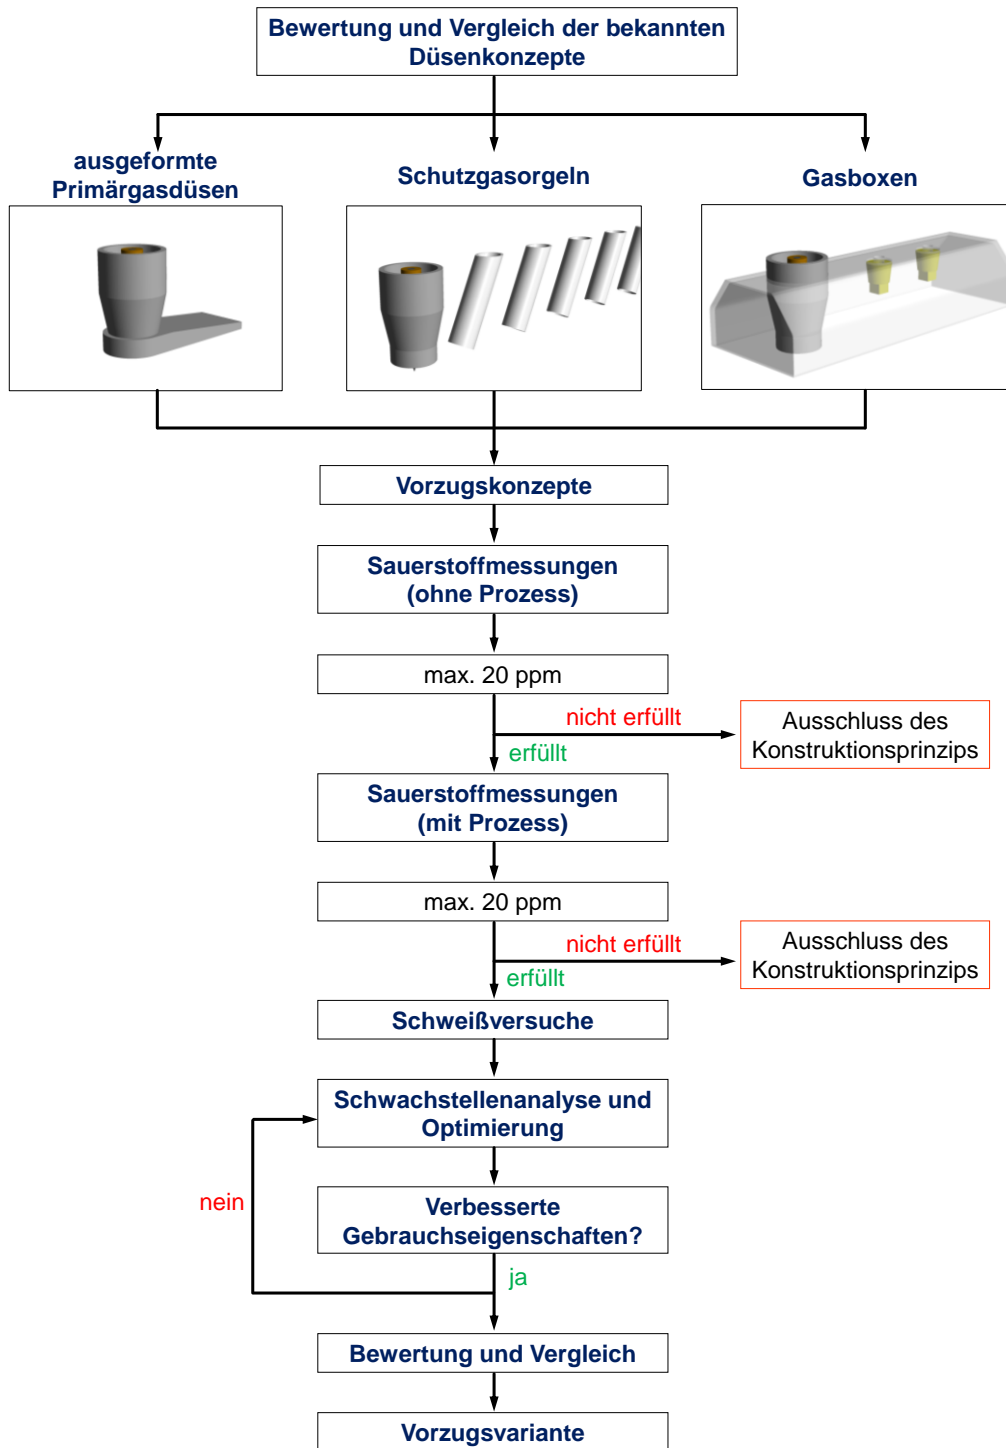 Bewertung und Vergleich der bekannten
Düsenkonzepte
ausgeformte
Primärgasdüsen
Schutzgasorgeln
Gasboxen
Vorzugskonzepte
Sauerstoffmessungen
(ohne Prozess)
max. 20 ppm
nicht erfüllt
erfüllt
Ausschluss des
Konstruktionsprinzips
Sauerstoffmessungen
(mit Prozess)
max. 20 ppm
nicht erfüllt
erfüllt
Ausschluss des
Konstruktionsprinzips
Schweißversuche
Schwachstellenanalyse und
Optimierung
nein
Verbesserte
Gebrauchseigenschaften?
ja
Bewertung und Vergleich
Vorzugsvariante